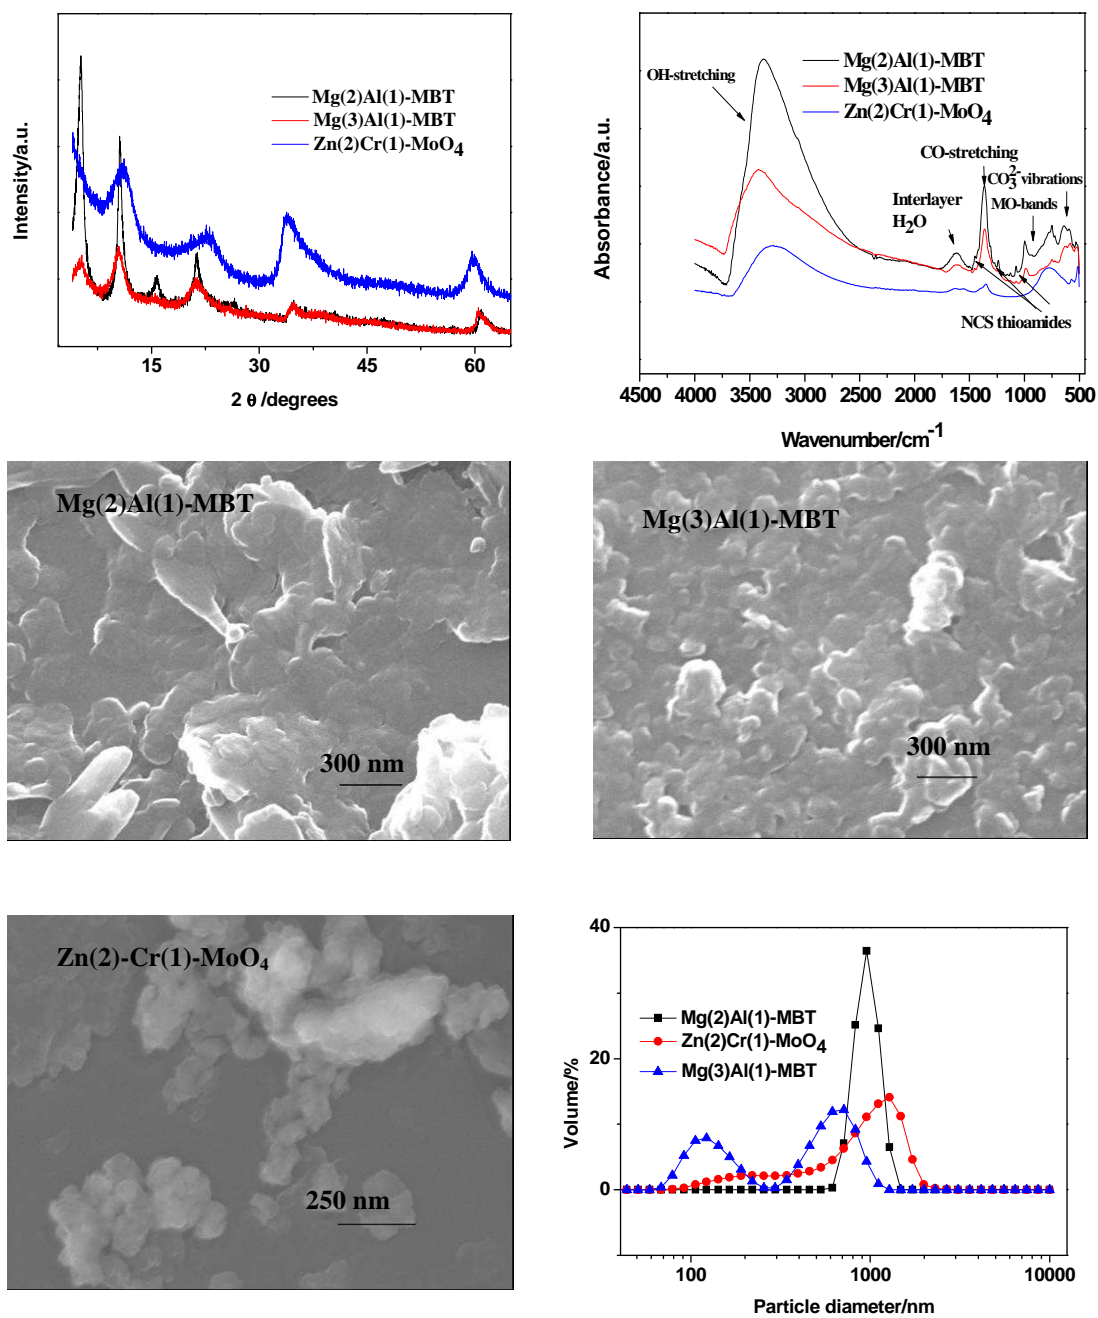 Mg(2)Al(1)-MBT
Mg(3)Al(1)-MBT
Zn(2)Cr(1)-MoO4
Intensity/a.u.
15
30
45
60
2 θ /degrees
OH-stretching
Mg(2)Al(1)-MBT
Mg(3)Al(1)-MBT
Zn(2)Cr(1)-MoO4
CO-stretching
CO3^2- vibrations
Interlayer
H2O
MO-bands
NCS thioamides
Absorbance/a.u.
4500 4000 3500 3000 2500 2000 1500 1000 500
Wavenumber/cm-1
Mg(2)Al(1)-MBT
300 nm
Mg(3)Al(1)-MBT
300 nm
Zn(2)-Cr(1)-MoO4
250 nm
40
20
0
Volume/%
Mg(2)Al(1)-MBT
Zn(2)Cr(1)-MoO4
Mg(3)Al(1)-MBT
100
1000
10000
Particle diameter/nm